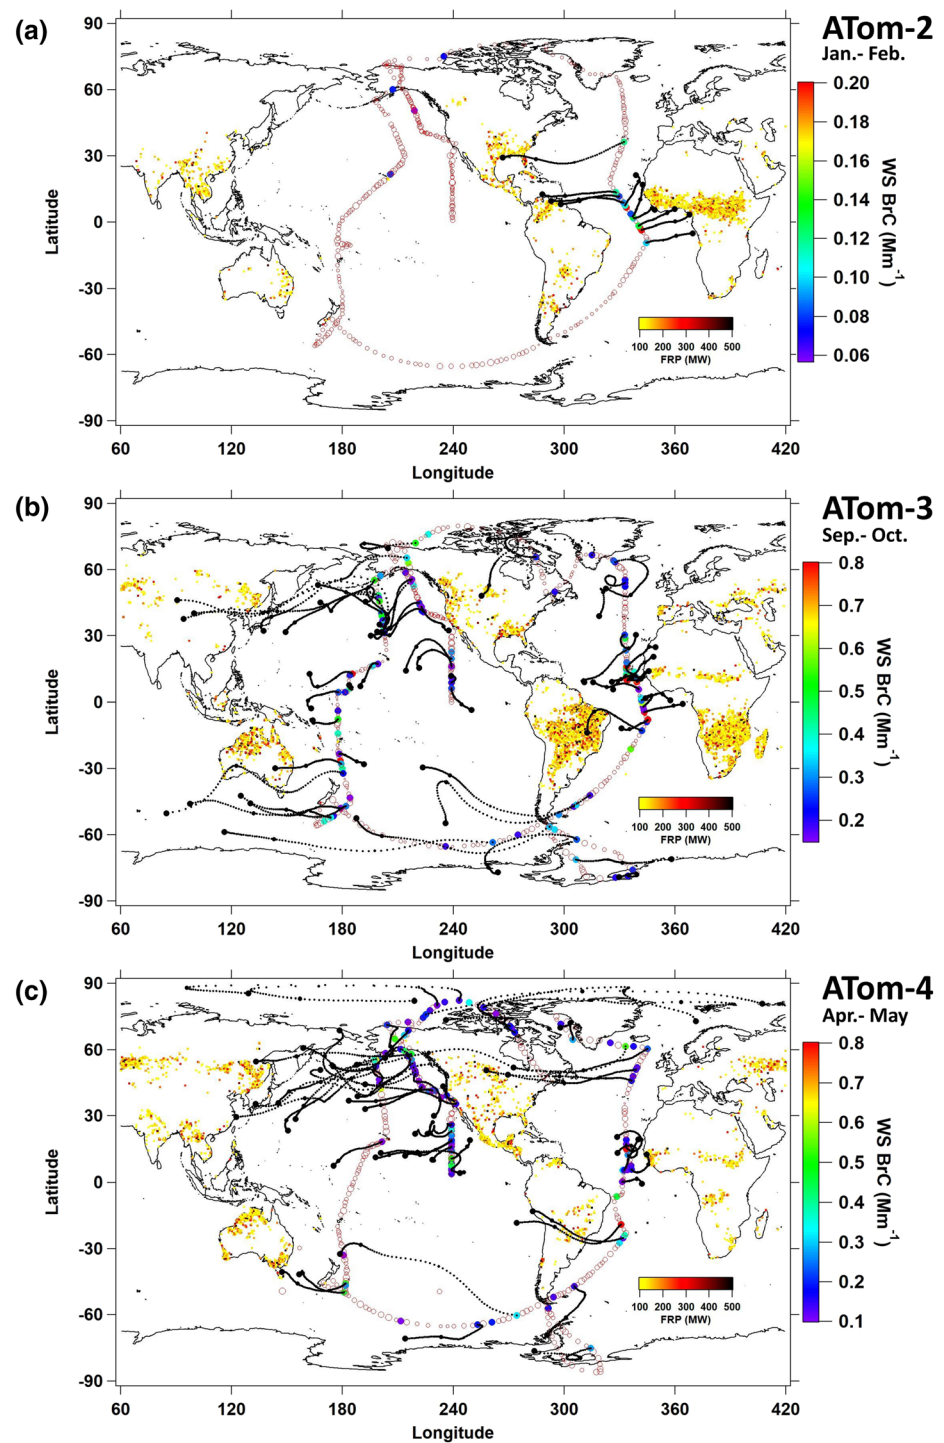 (a)
ATom-2
Jan.- Feb.
90
60
30
0
-30
-60
-90
Latitude
60 120 180 240 300 360 420
Longitude
100 200 300 400 500
FRP (MW)
0.20
0.18
0.16
0.14
0.12
0.10
0.08
0.06
WS BrC (Mm-1)
(b)
ATom-3
Sep.- Oct.
90
60
30
0
-30
-60
-90
Latitude
60 120 180 240 300 360 420
Longitude
100 200 300 400 500
FRP (MW)
0.8
0.7
0.6
0.5
0.4
0.3
0.2
WS BrC (Mm-1)
(c)
ATom-4
Apr.- May
90
60
30
0
-30
-60
-90
Latitude
60 120 180 240 300 360 420
Longitude
100 200 300 400 500
FRP (MW)
0.8
0.7
0.6
0.5
0.4
0.3
0.2
0.1
WS BrC (Mm-1)